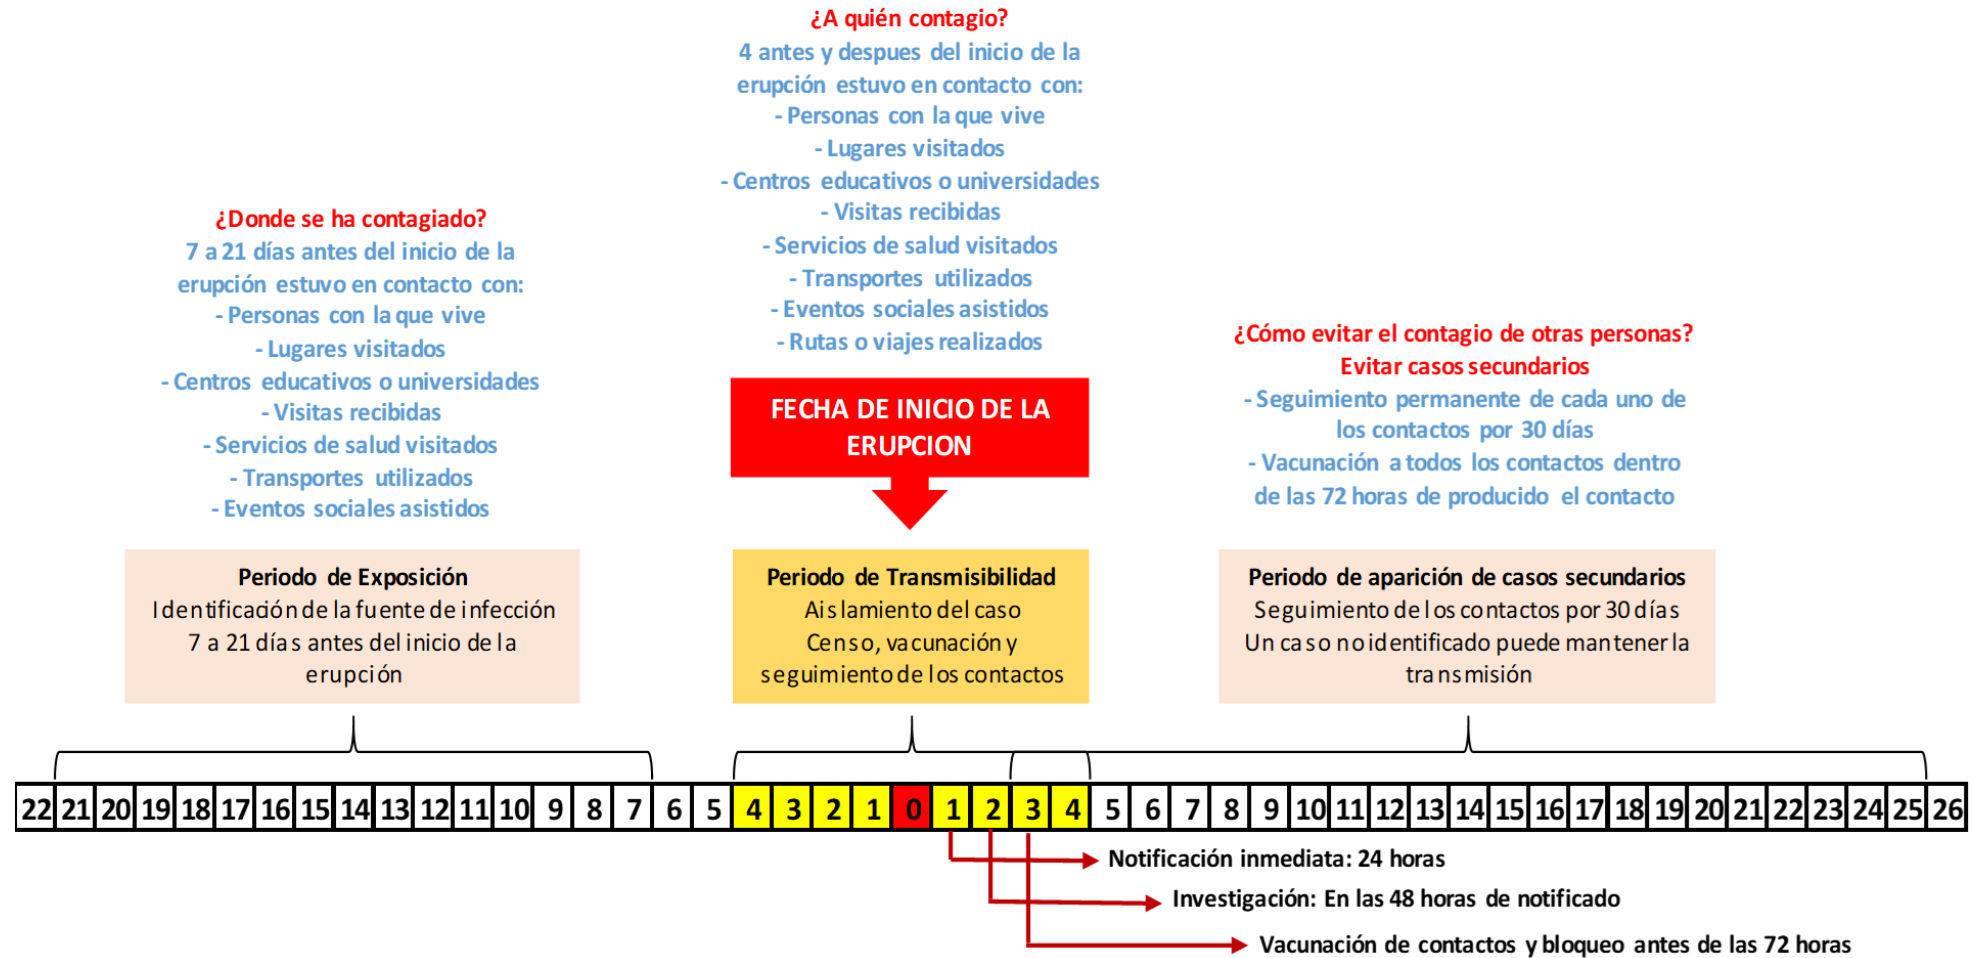 ¿A quién contagio?
4 antes y despues del inicio de la
erupción estuvo en contacto con:
- Personas con la que vive
- Lugares visitados
- Centros educativos o universidades
- Visitas recibidas
- Servicios de salud visitados
- Transportes utilizados
- Eventos sociales asistidos
- Rutas o viajes realizados
¿Donde se ha contagiado?
7 a 21 días antes del inicio de la
erupción estuvo en contacto con:
- Personas con la que vive
- Lugares visitados
- Centros educativos o universidades
- Visitas recibidas
- Servicios de salud visitados
- Transportes utilizados
- Eventos sociales asistidos
¿Cómo evitar el contagio de otras personas?
Evitar casos secundarios
- Seguimiento permanente de cada uno de
los contactos por 30 días
- Vacunación a todos los contactos dentro
de las 72 horas de producido el contacto
FECHA DE INICIO DE LA
ERUPCION
Periodo de Exposición
Identificación de la fuente de infección
7 a 21 días antes del inicio de la
erupción
Periodo de Transmisibilidad
Aislamiento del caso
Censo, vacunación y
seguimiento de los contactos
Periodo de aparición de casos secundarios
Seguimiento de los contactos por 30 días
Un caso no identificado puede mantener la
transmisión
22 21 20 19 18 17 16 15 14 13 12 11 10 9 8 7 6 5 4 3 2 1 0 1 2 3 4 5 6 7 8 9 10 11 12 13 14 15 16 17 18 19 20 21 22 23 24 25 26
Notificación inmediata: 24 horas
Investigación: En las 48 horas de notificado
Vacunación de contactos y bloqueo antes de las 72 horas